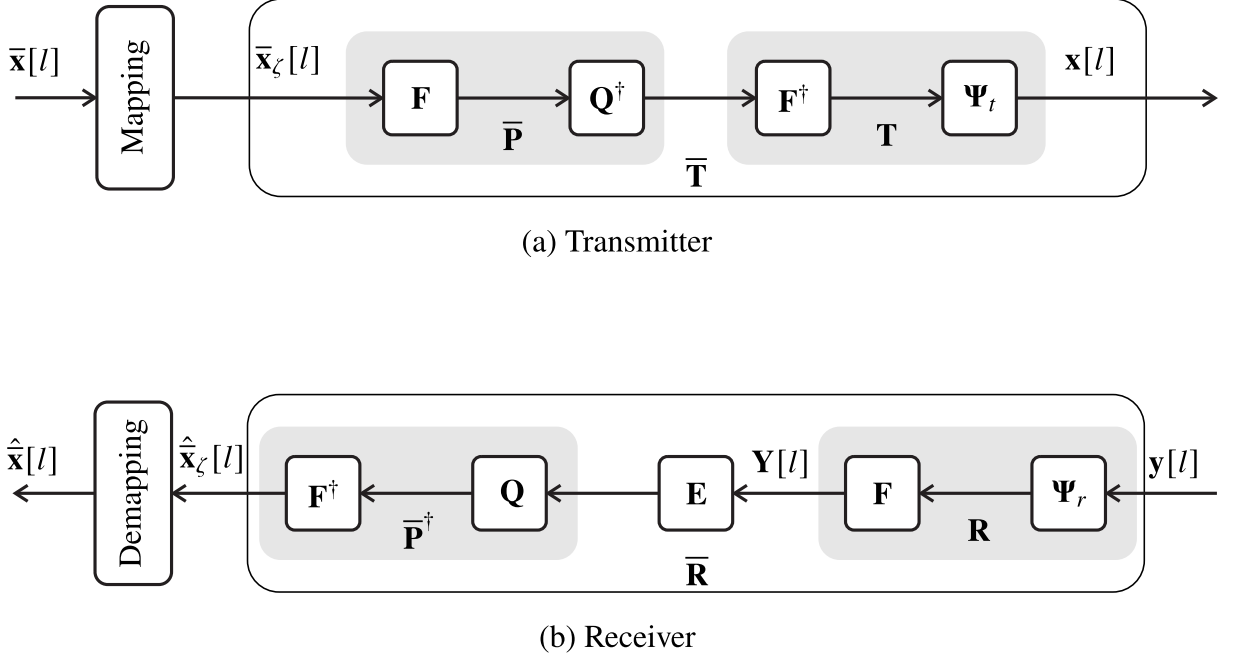 x̅[l]
Mapping
x̅ζ[l]
F
P̅
Q†
F†
T
Ψt
x[l]
T̅
(a) Transmitter
x̅̂[l]
Demapping
x̅̂ζ[l]
F†
P̅†
Q
E
Y[l]
F
R
Ψr
y[l]
R̅
(b) Receiver